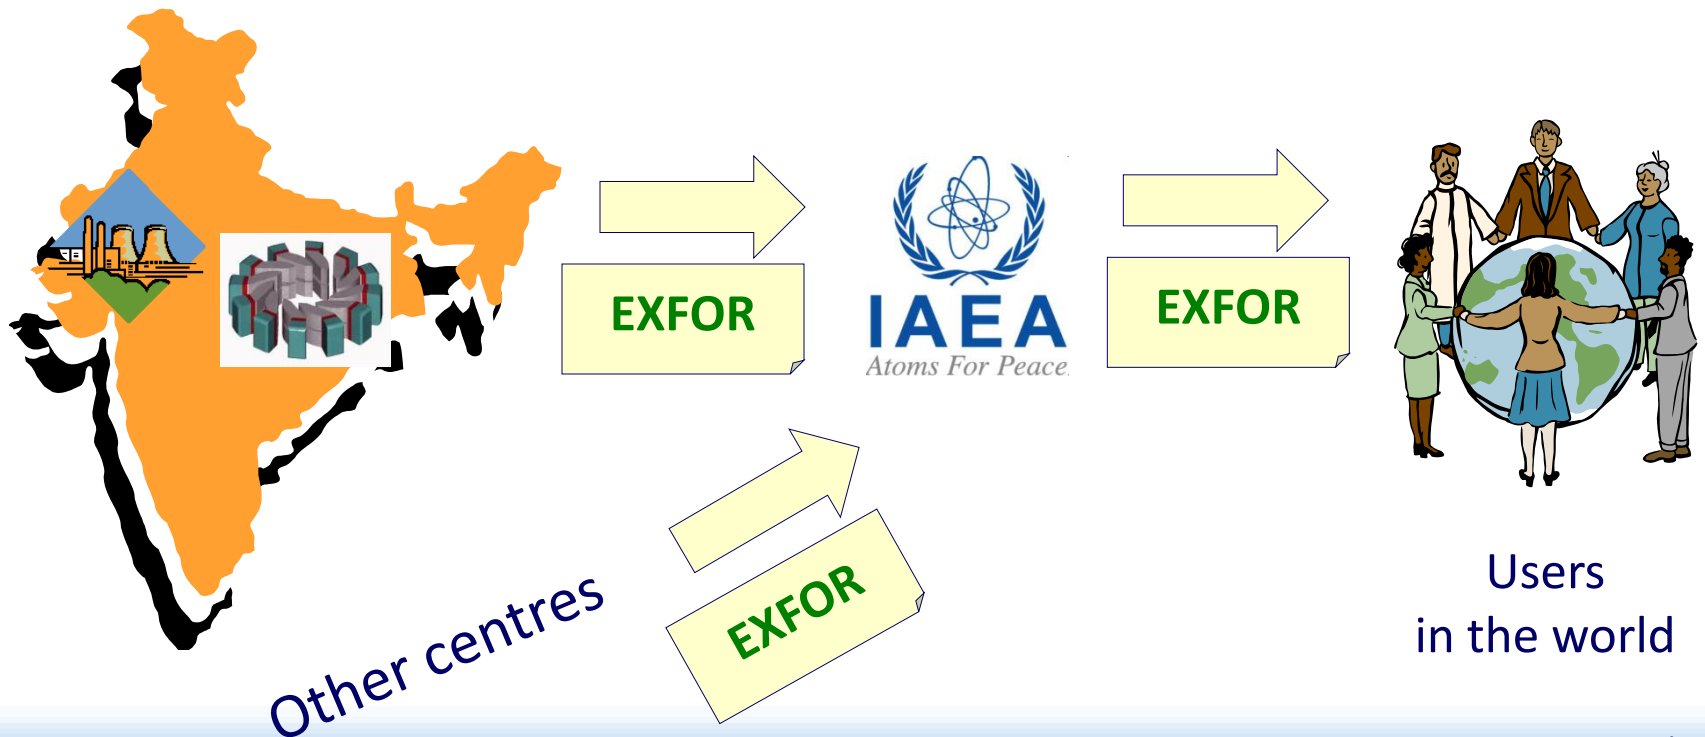 EXFOR
IAEA
Atoms For Peace
EXFOR
Other centres
EXFOR
Users
in the world